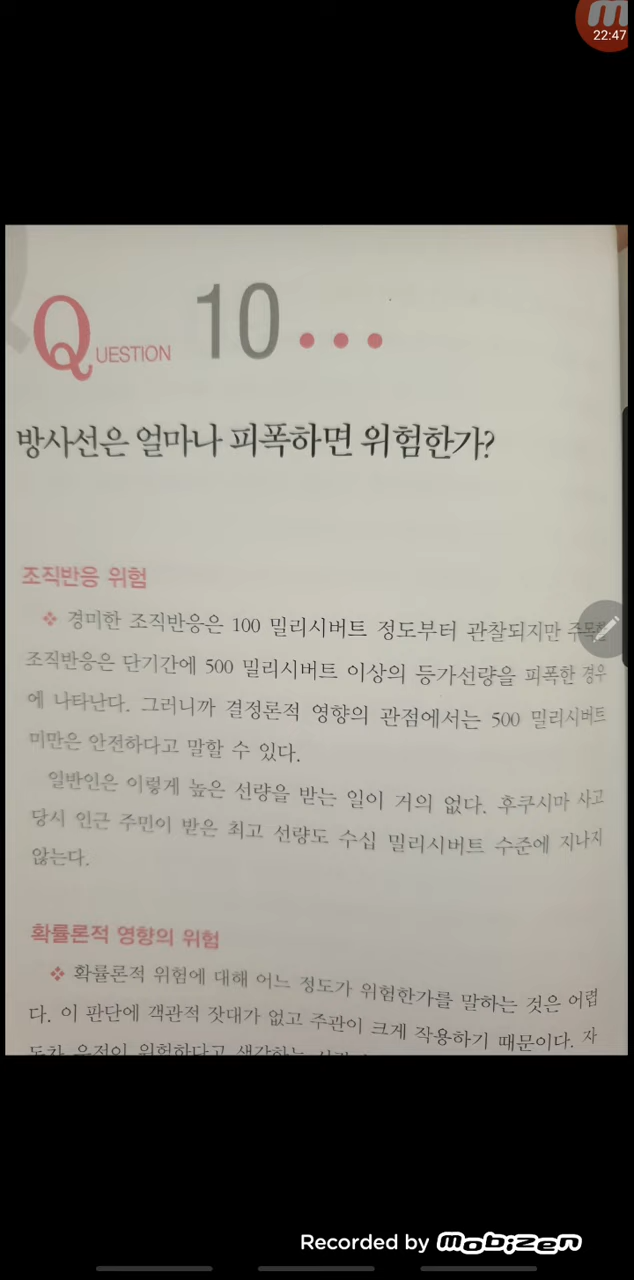 22:47
QUESTION 10...
방사선은 얼마나 피폭하면 위험한가?
조직반응 위험
❖ 경미한 조직반응은 100 밀리시버트 정도부터 관찰되지만
조직반응은 단기간에 500 밀리시버트 이상의 등가선량을 피폭한 경우
에 나타난다. 그러니까 결정론적 영향의 관점에서는 500 밀리시버트
미만은 안전하다고 말할 수 있다.
일반인은 이렇게 높은 선량을 받는 일이 거의 없다. 후쿠시마 사고
당시 인근 주민이 받은 최고 선량도 수십 밀리시버트 수준에 지나지
않는다.
확률론적 영향의 위험
❖ 확률론적 위험에 대해 어느 정도가 위험한가를 말하는 것은 어렵
다. 이 판단에 객관적 잣대가 없고 주관이 크게 작용하기 때문이다. 자
Recorded by mobizen